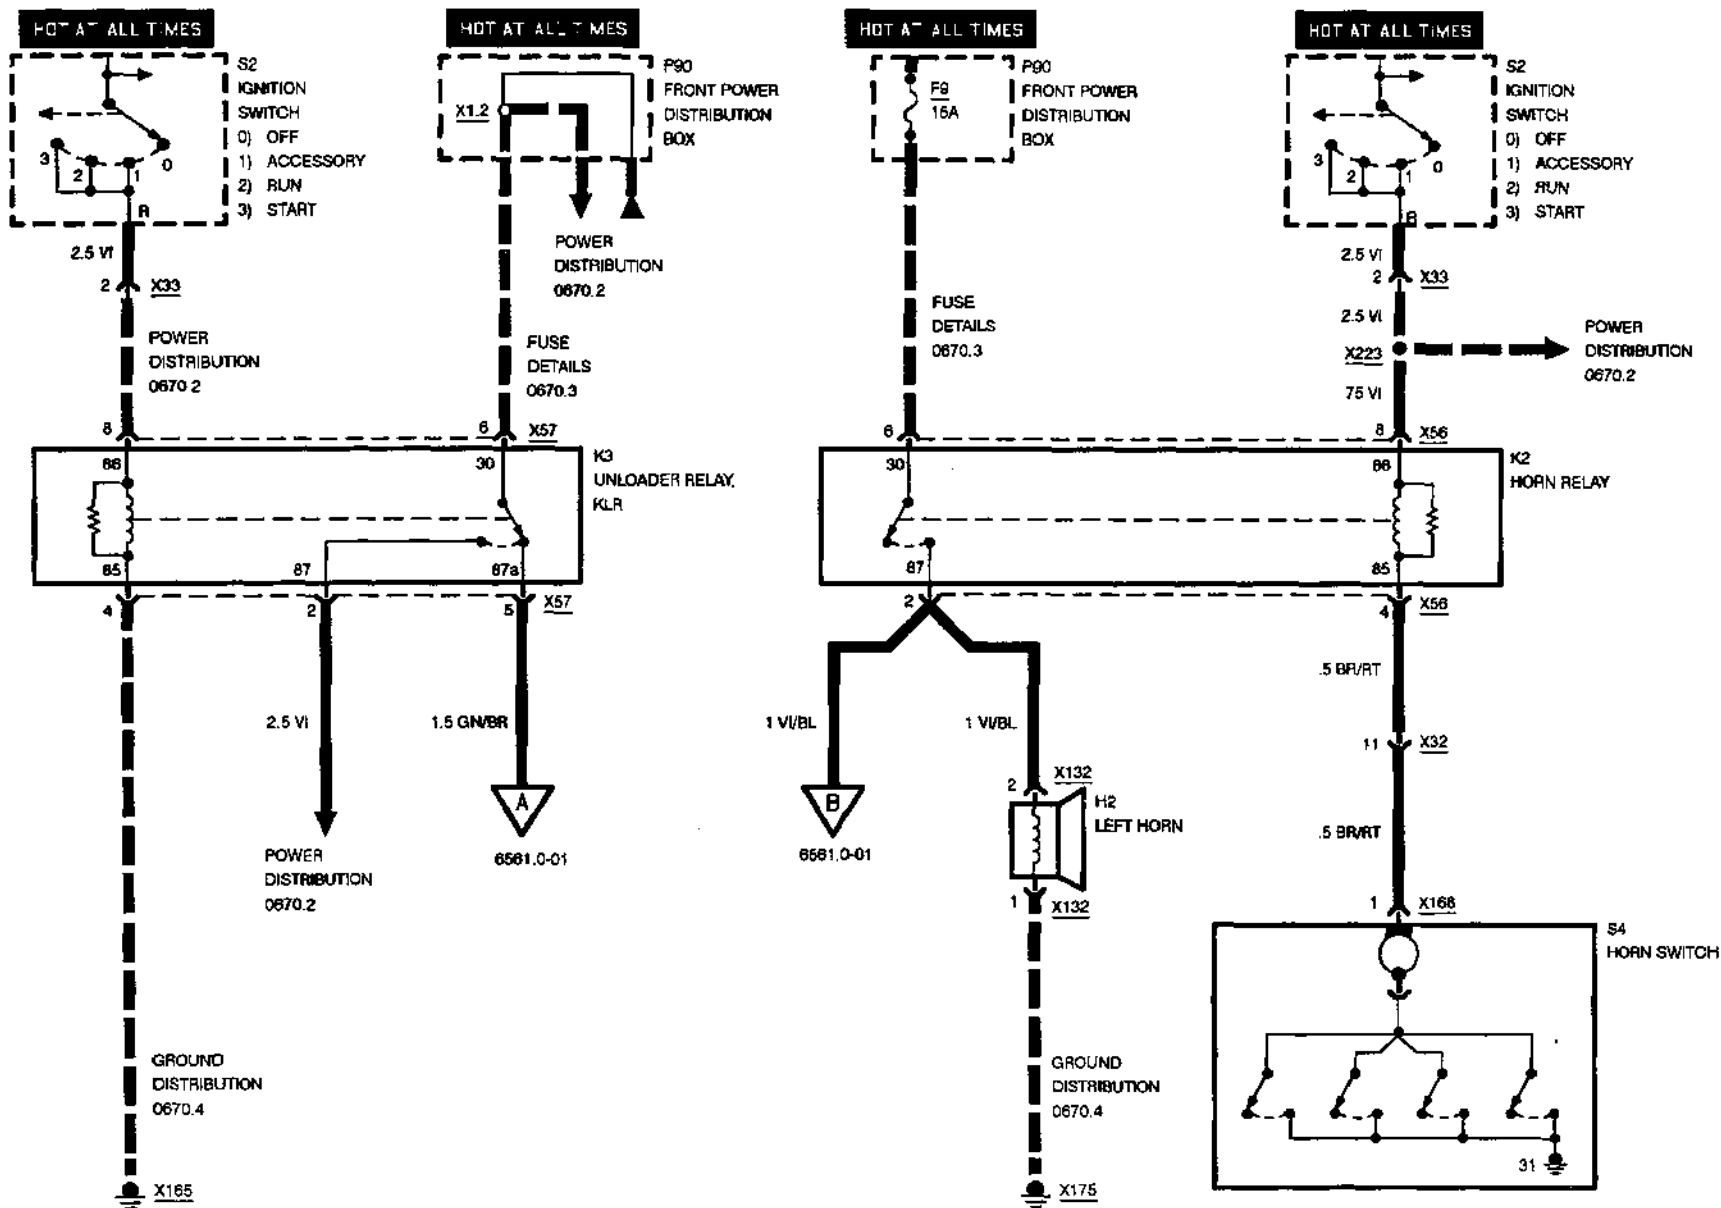 HOT AT ALL TIMES
S2
IGNITION
SWITCH
0) OFF
1) ACCESSORY
2) RUN
3) START
3
2
1
0
R
2.5 VI
2
X33
POWER
DISTRIBUTION
0670.2
HOT AT ALL TIMES
P90
FRONT POWER
DISTRIBUTION
BOX
X1.2
POWER
DISTRIBUTION
0670.2
FUSE
DETAILS
0670.3
HOT AT ALL TIMES
P90
FRONT POWER
DISTRIBUTION
BOX
F9
15A
FUSE
DETAILS
0670.3
HOT AT ALL TIMES
S2
IGNITION
SWITCH
0) OFF
1) ACCESSORY
2) RUN
3) START
3
2
1
0
R
2.5 VI
2
X33
2.5 VI
X223
POWER
DISTRIBUTION
0670.2
75 VI
8
6
X57
86
30
K3
UNLOADER RELAY,
KLR
85
87
87a
4
2
5
X57
2.5 VI
1.5 GN/BR
POWER
DISTRIBUTION
0670.2
A
6561.0-01
GROUND
DISTRIBUTION
0670.4
X165
6
8
X56
30
86
K2
HORN RELAY
87
85
2
4
X56
1 VI/BL
1 VI/BL
B
6561.0-01
2
X132
H2
LEFT HORN
1
X132
GROUND
DISTRIBUTION
0670.4
X175
.5 BR/RT
11
X32
.5 BR/RT
1
X168
S4
HORN SWITCH
31